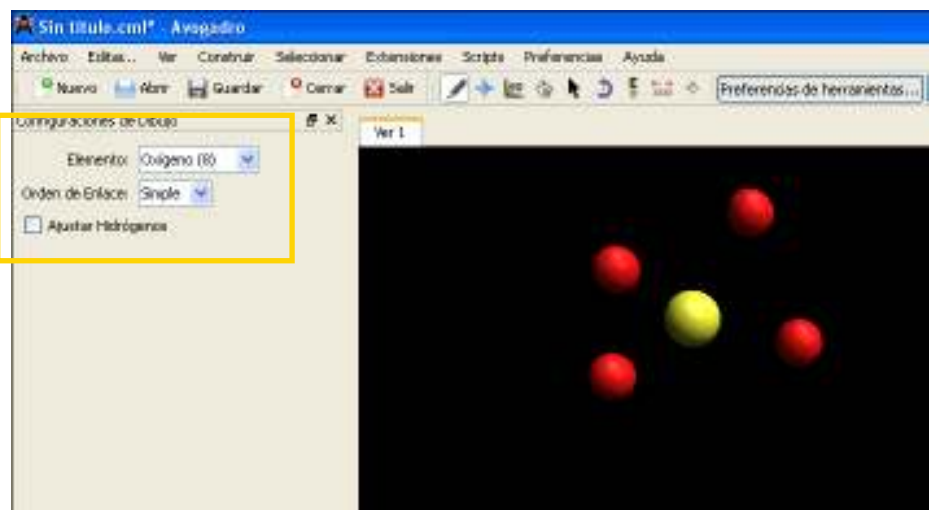 Sin título.cml* - Avogadro
Archivo Editar... Ver Construir Seleccionar Extensiones Scripts Preferencias Ayuda
Nuevo Abrir Guardar Cerrar Salir Preferencias de herramientas...
Configuraciones de Dibujo
Ver 1
Elemento: Oxígeno (8)
Orden de Enlace: Simple
Ajustar Hidrógenos